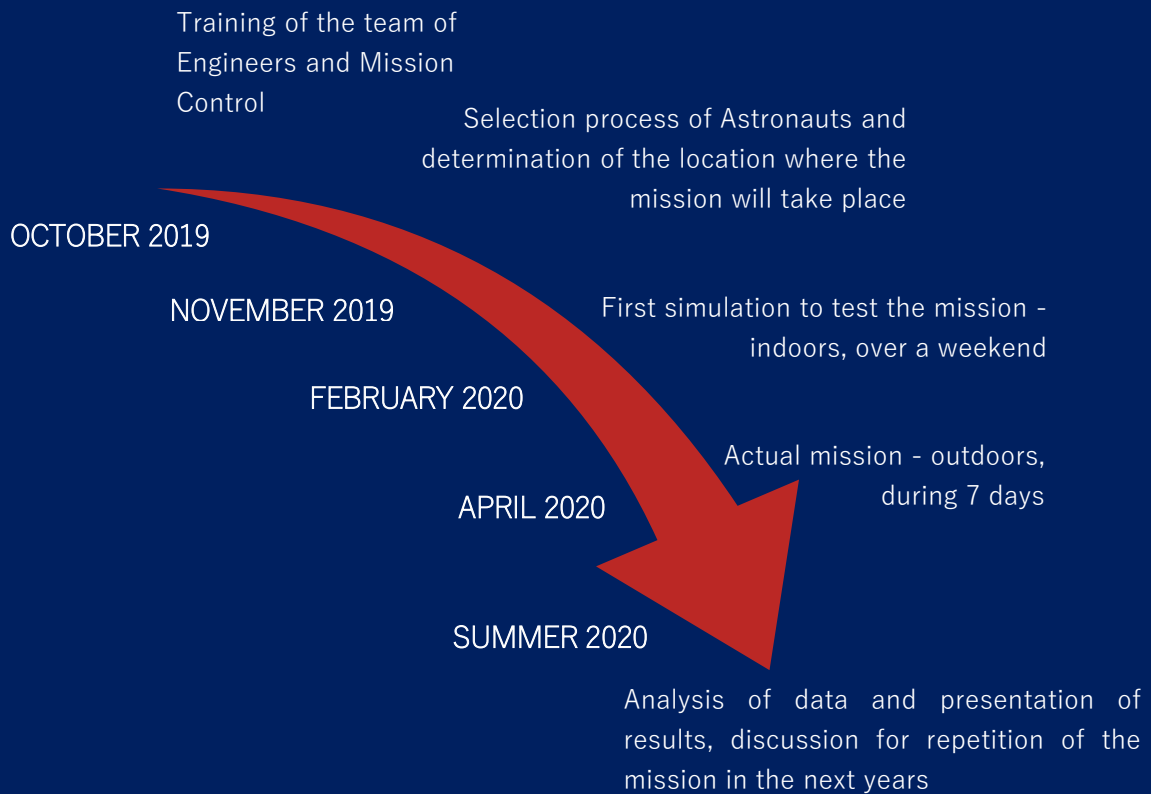 Training of the team of
Engineers and Mission
Control
Selection process of Astronauts and
determination of the location where the
mission will take place
OCTOBER 2019
NOVEMBER 2019
First simulation to test the mission -
indoors, over a weekend
FEBRUARY 2020
Actual mission - outdoors,
during 7 days
APRIL 2020
SUMMER 2020
Analysis of data and presentation of
results, discussion for repetition of the
mission in the next years